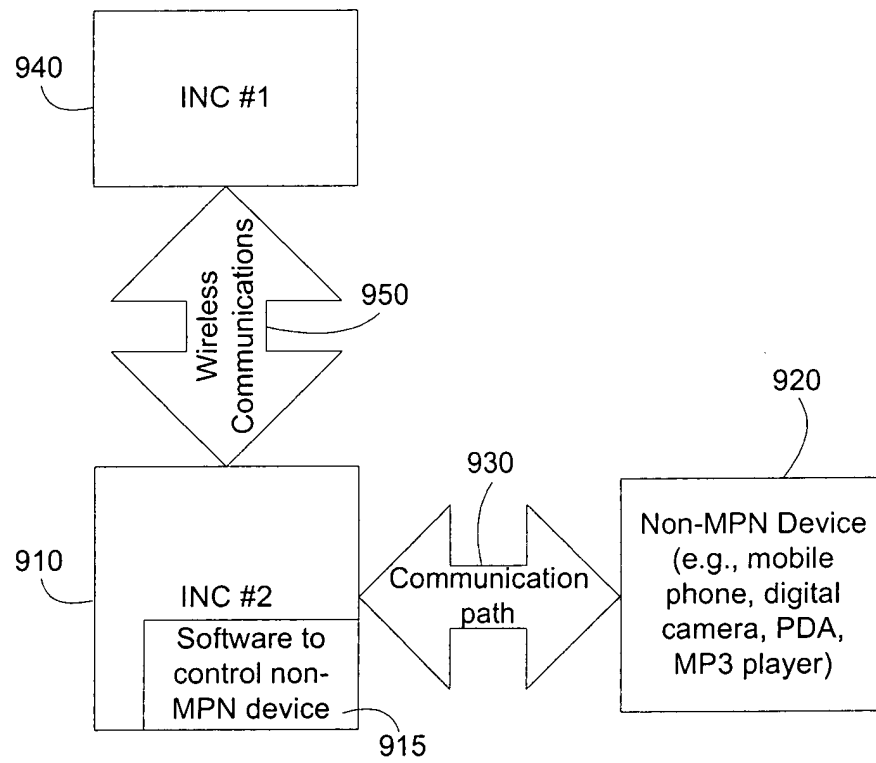 940
INC #1
Wireless
Communications
950
920
930
910
INC #2
Software to
control non-
MPN device
915
Communication
path
Non-MPN Device
(e.g., mobile
phone, digital
camera, PDA,
MP3 player)